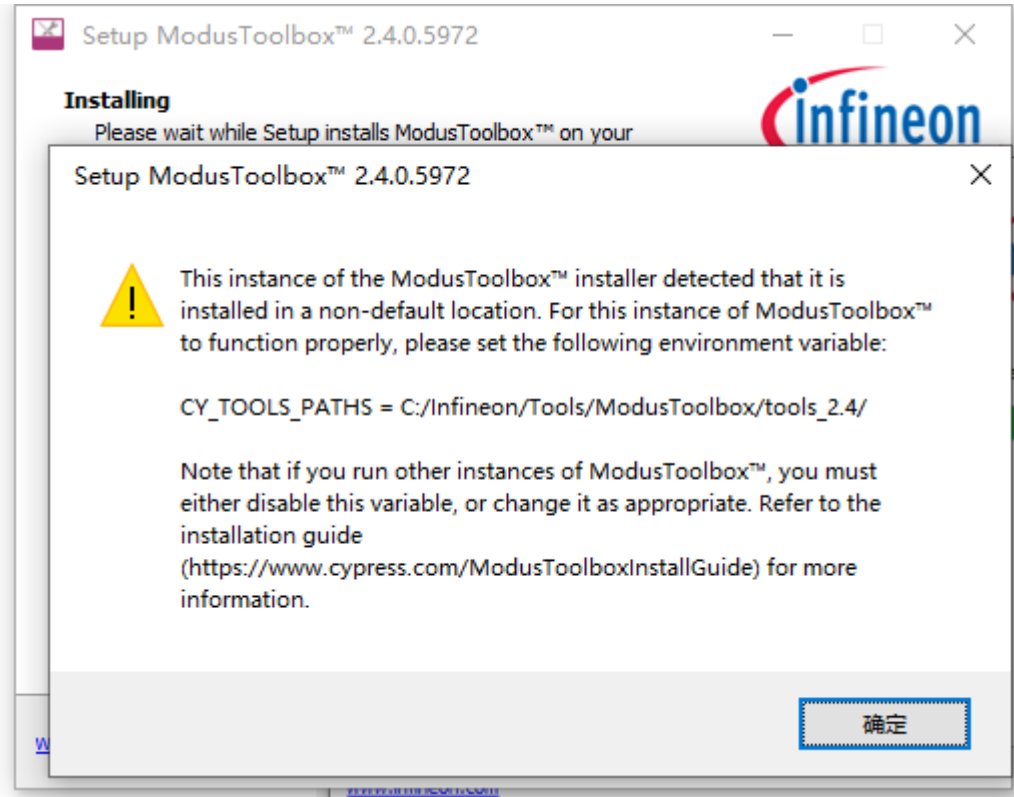 Setup ModusToolbox™ 2.4.0.5972
Installing
Please wait while Setup installs ModusToolbox™ on your
infineon
Setup ModusToolbox™ 2.4.0.5972
This instance of the ModusToolbox™ installer detected that it is
installed in a non-default location. For this instance of ModusToolbox™
to function properly, please set the following environment variable:
CY_TOOLS_PATHS = C:/Infineon/Tools/ModusToolbox/tools_2.4/
Note that if you run other instances of ModusToolbox™, you must
either disable this variable, or change it as appropriate. Refer to the
installation guide
(https://www.cypress.com/ModusToolboxInstallGuide) for more
information.
确定
www.infineon.com